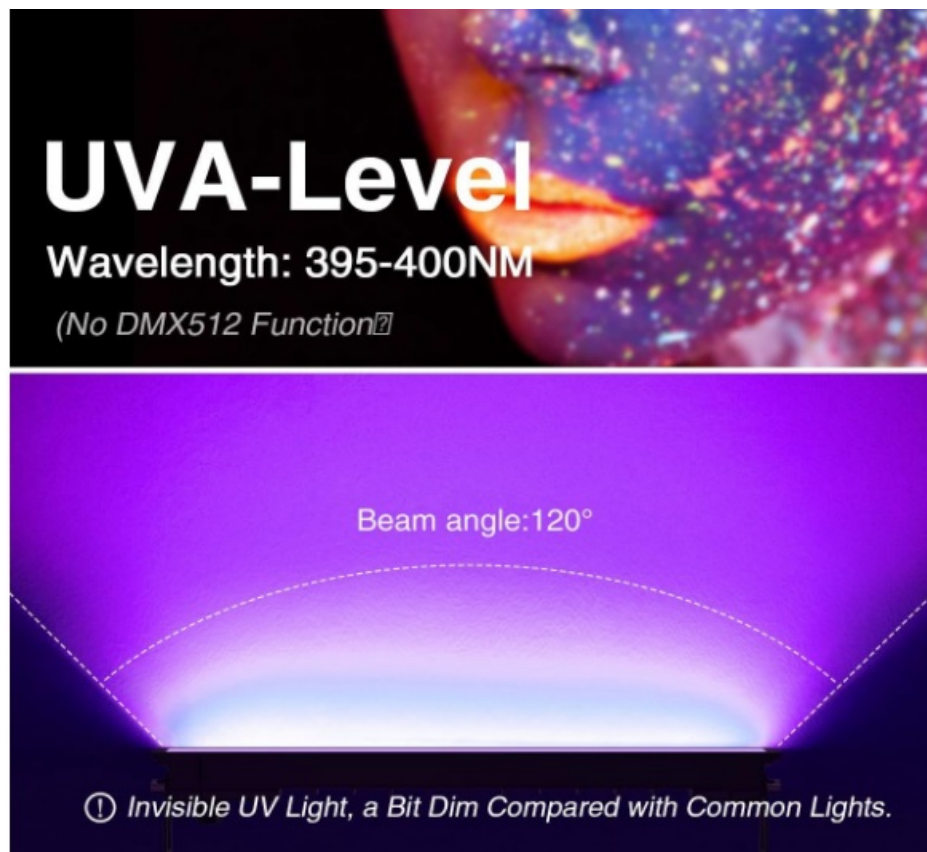 UVA-Level
Wavelength: 395-400NM
(No DMX512 Function⍰
Beam angle:120°
! Invisible UV Light, a Bit Dim Compared with Common Lights.